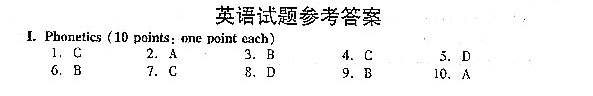 英语试题参考答案
I. Phonetics (10 points; one point each)
1. C 2. A 3. B 4. C 5. D
6. B 7. C 8. D 9. B 10. A